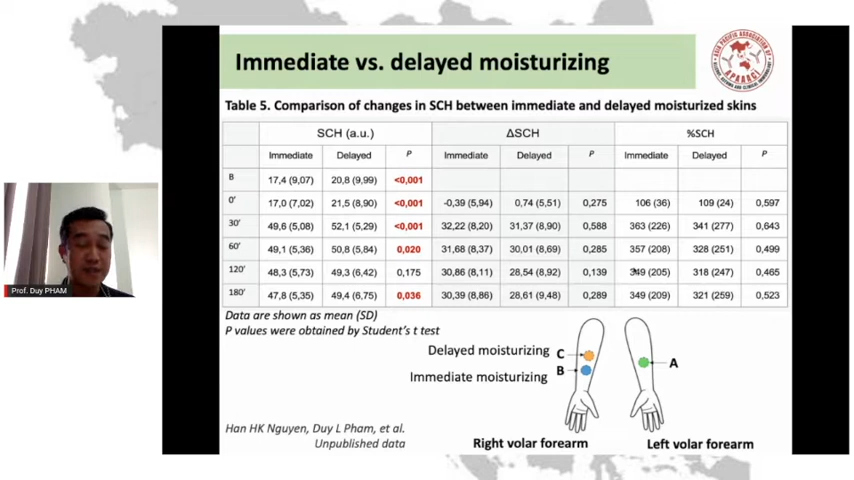 Immediate vs. delayed moisturizing
ASIA PACIFIC ASSOCIATION OF
APAAACI
Table 5. Comparison of changes in SCH between immediate and delayed moisturized skins
SCH (a.u.) ΔSCH %SCH
Immediate Delayed P Immediate Delayed P Immediate Delayed P
B 17,4 (9,07) 20,8 (9,99) <0,001
0' 17,0 (7,02) 21,5 (8,90) <0,001 -0,39 (5,94) 0,74 (5,51) 0,275 106 (36) 109 (24) 0,597
30' 49,6 (5,08) 52,1 (5,29) <0,001 32,22 (8,20) 31,37 (8,90) 0,588 363 (226) 341 (277) 0,643
60' 49,1 (5,36) 50,8 (5,84) 0,020 31,68 (8,37) 30,01 (8,69) 0,285 357 (208) 328 (251) 0,499
120' 48,3 (5,73) 49,3 (6,42) 0,175 30,86 (8,11) 28,54 (8,92) 0,139 349 (205) 318 (247) 0,465
180' 47,8 (5,35) 49,4 (6,75) 0,036 30,39 (8,86) 28,61 (9,48) 0,289 349 (209) 321 (259) 0,523
Data are shown as mean (SD)
P values were obtained by Student's t test
Delayed moisturizing C
Immediate moisturizing B
A
Han HK Nguyen, Duy L Pham, et al.
Unpublished data
Right volar forearm
Left volar forearm
Prof. Duy PHAM